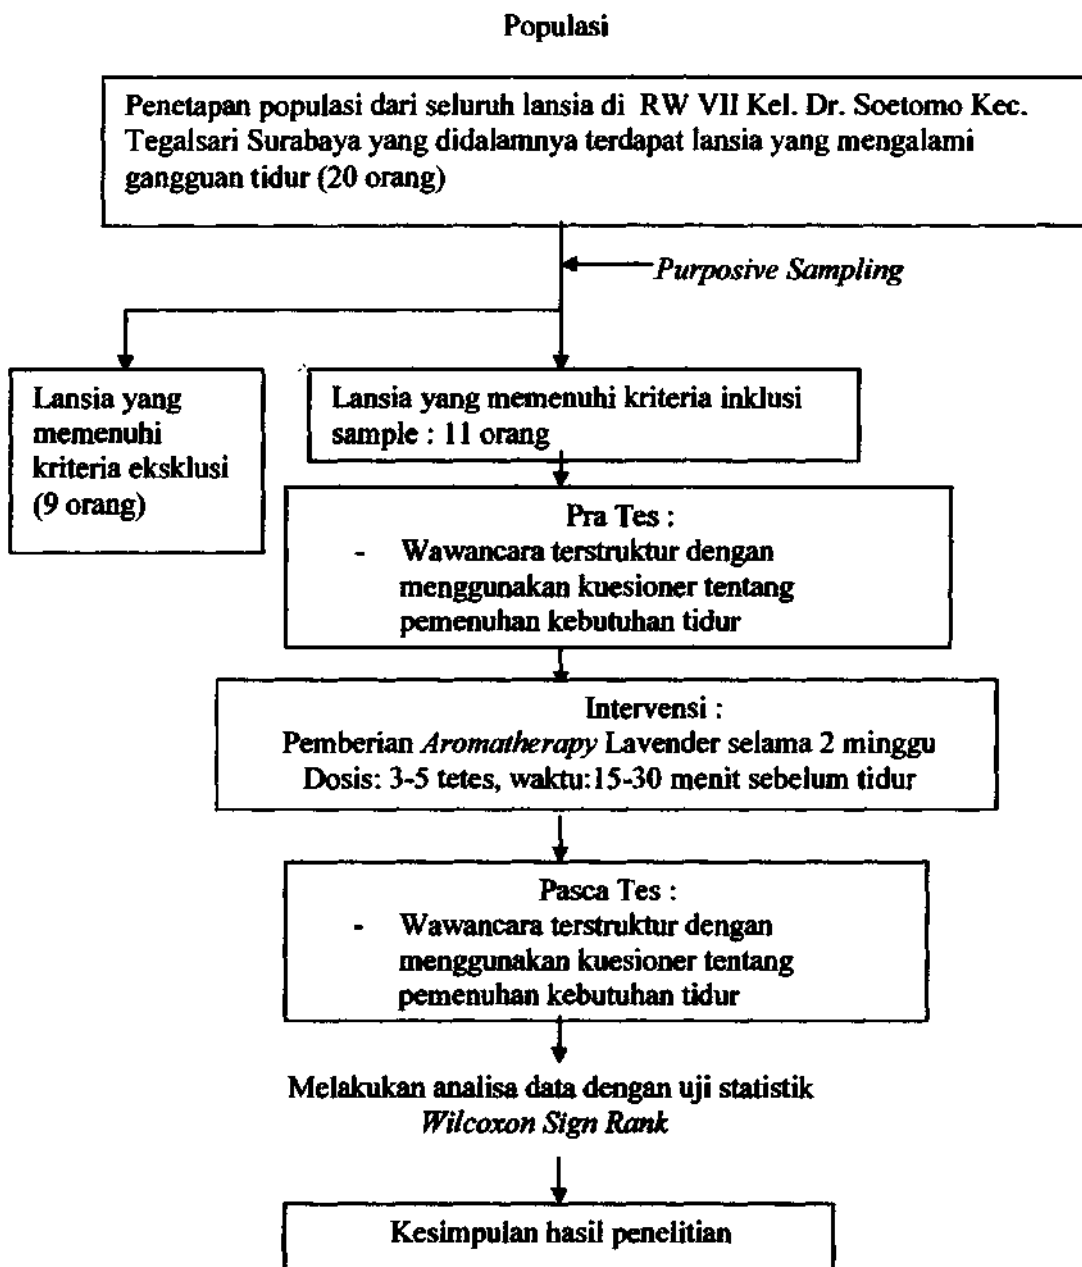 Populasi
Penetapan populasi dari seluruh lansia di RW VII Kel. Dr. Soetomo Kec.
Tegalsari Surabaya yang didalamnya terdapat lansia yang mengalami
gangguan tidur (20 orang)
Purposive Sampling
Lansia yang
memenuhi
kriteria eksklusi
(9 orang)
Lansia yang memenuhi kriteria inklusi
sample : 11 orang
Pra Tes :
- Wawancara terstruktur dengan
menggunakan kuesioner tentang
pemenuhan kebutuhan tidur
Intervensi :
Pemberian Aromatherapy Lavender selama 2 minggu
Dosis: 3-5 tetes, waktu:15-30 menit sebelum tidur
Pasca Tes :
- Wawancara terstruktur dengan
menggunakan kuesioner tentang
pemenuhan kebutuhan tidur
Melakukan analisa data dengan uji statistik
Wilcoxon Sign Rank
Kesimpulan hasil penelitian